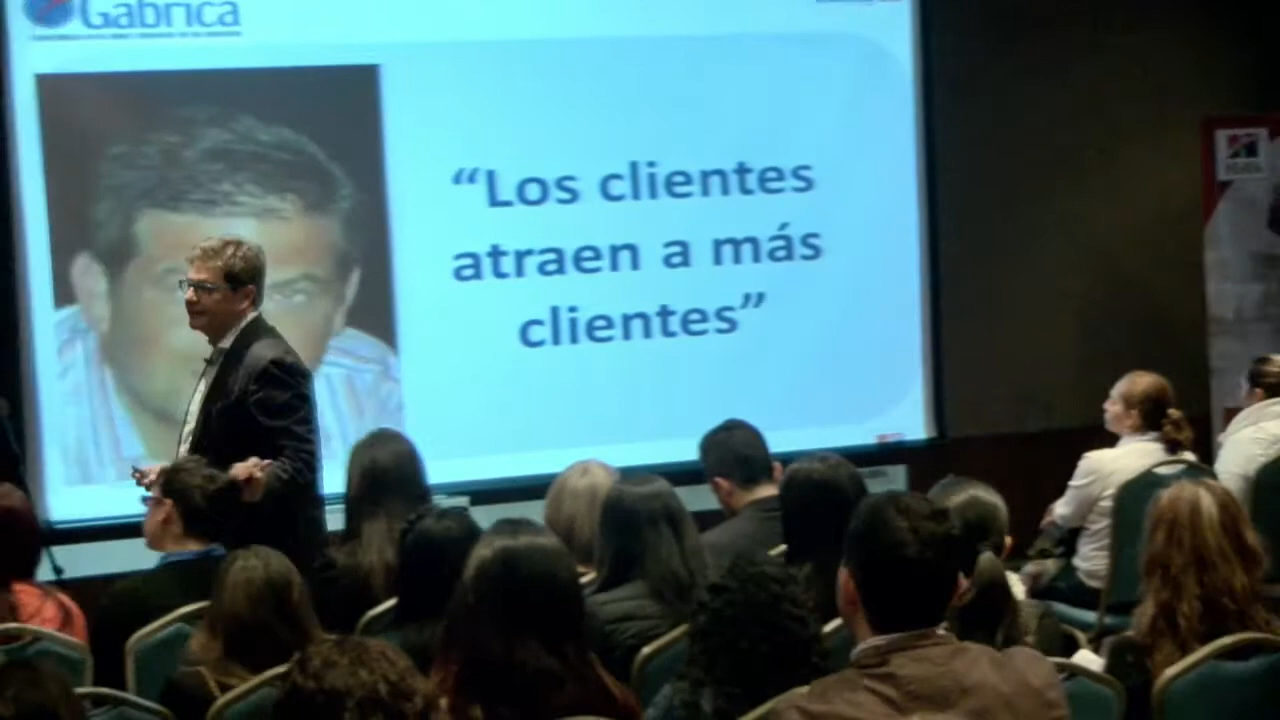 Gabrica
“Los clientes
atraen a más
clientes”